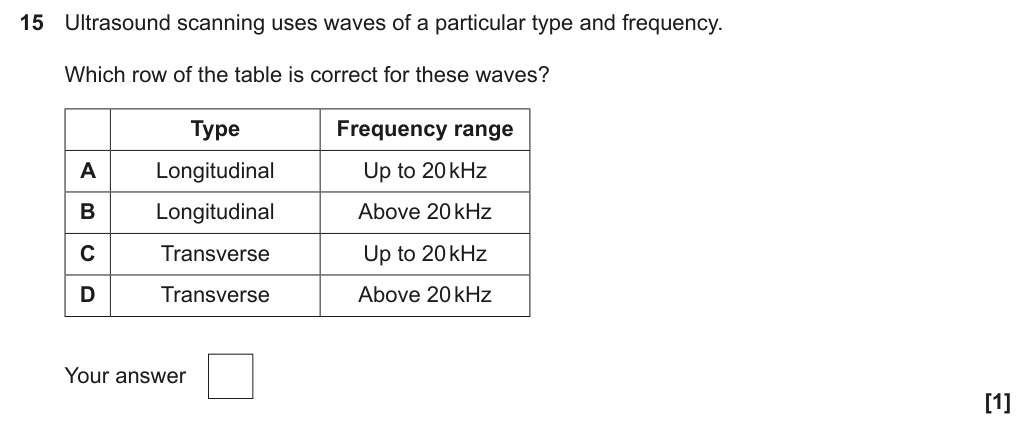 15 Ultrasound scanning uses waves of a particular type and frequency.
Which row of the table is correct for these waves?
Type Frequency range
A Longitudinal Up to 20 kHz
B Longitudinal Above 20 kHz
C Transverse Up to 20 kHz
D Transverse Above 20 kHz
Your answer
[1]